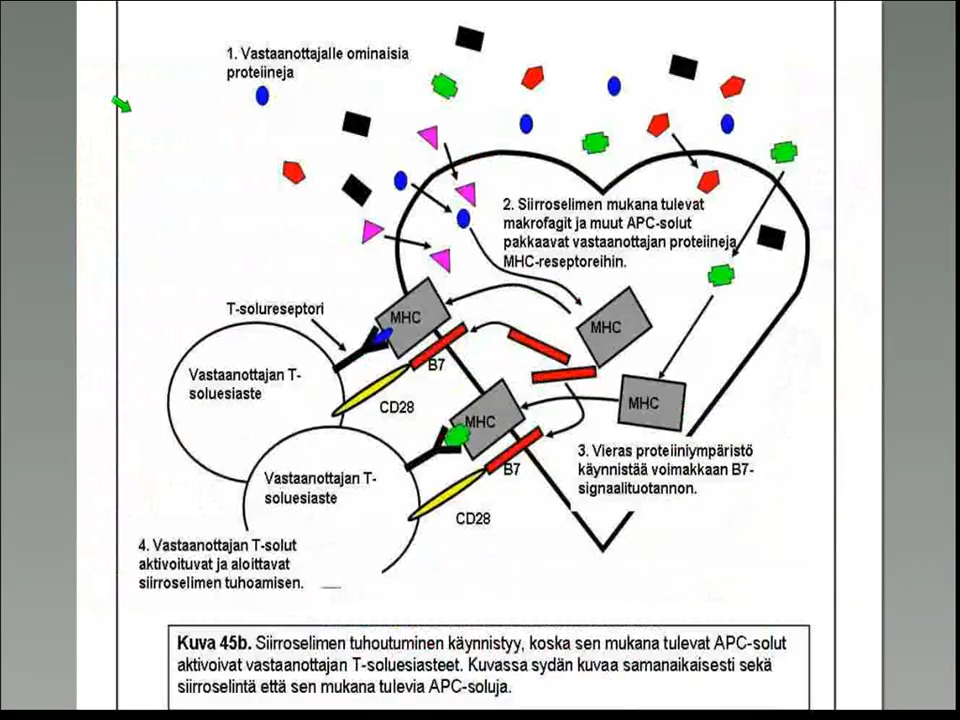 1. Vastaanottajalle ominaisia
proteiineja
2. Siirroselimen mukana tulevat
makrofagit ja muut APC-solut
pakkaavat vastaanottajan proteiineja
MHC-reseptoreihin.
T-solureseptori
MHC
MHC
B7
Vastaanottajan T-
soluesiaste
CD28
MHC
MHC
3. Vieras proteiiniympäristö
käynnistää voimakkaan B7-
signaalituotannon.
B7
Vastaanottajan T-
soluesiaste
CD28
4. Vastaanottajan T-solut
aktivoituvat ja aloittavat
siirroselimen tuhoamisen.
Kuva 45b. Siirroselimen tuhoutuminen käynnistyy, koska sen mukana tulevat APC-solut
aktivoivat vastaanottajan T-soluesiasteet. Kuvassa sydän kuvaa samanaikaisesti sekä
siirroselintä että sen mukana tulevia APC-soluja.